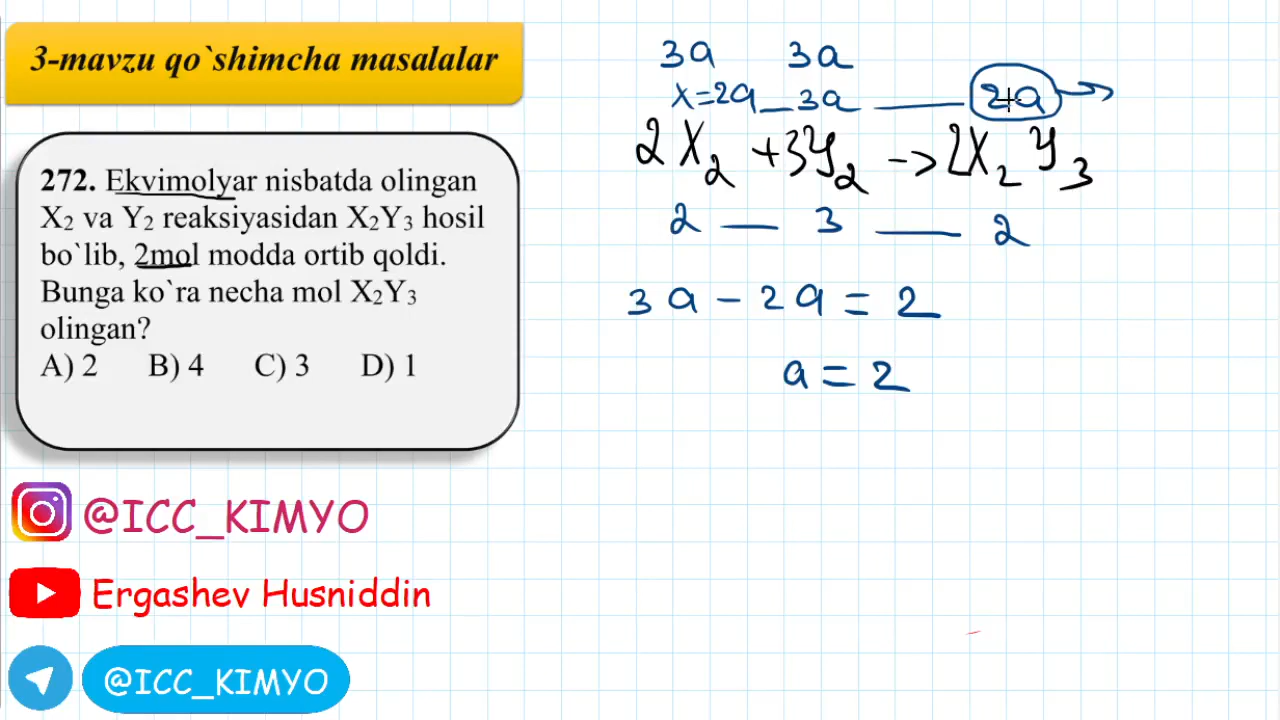 3-mavzu qo`shimcha masalalar
272. Ekvimolyar nisbatda olingan
X₂ va Y₂ reaksiyasidan X₂Y₃ hosil
bo`lib, 2mol modda ortib qoldi.
Bunga ko`ra necha mol X₂Y₃
olingan?
A) 2 B) 4 C) 3 D) 1
@ICC_KIMYO
Ergashev Husniddin
@ICC_KIMYO
3a 3a
x=2a — 3a — 2a →
2X₂ + 3Y₂ → 2X₂Y₃
2 — 3 — 2
3a - 2a = 2
a = 2